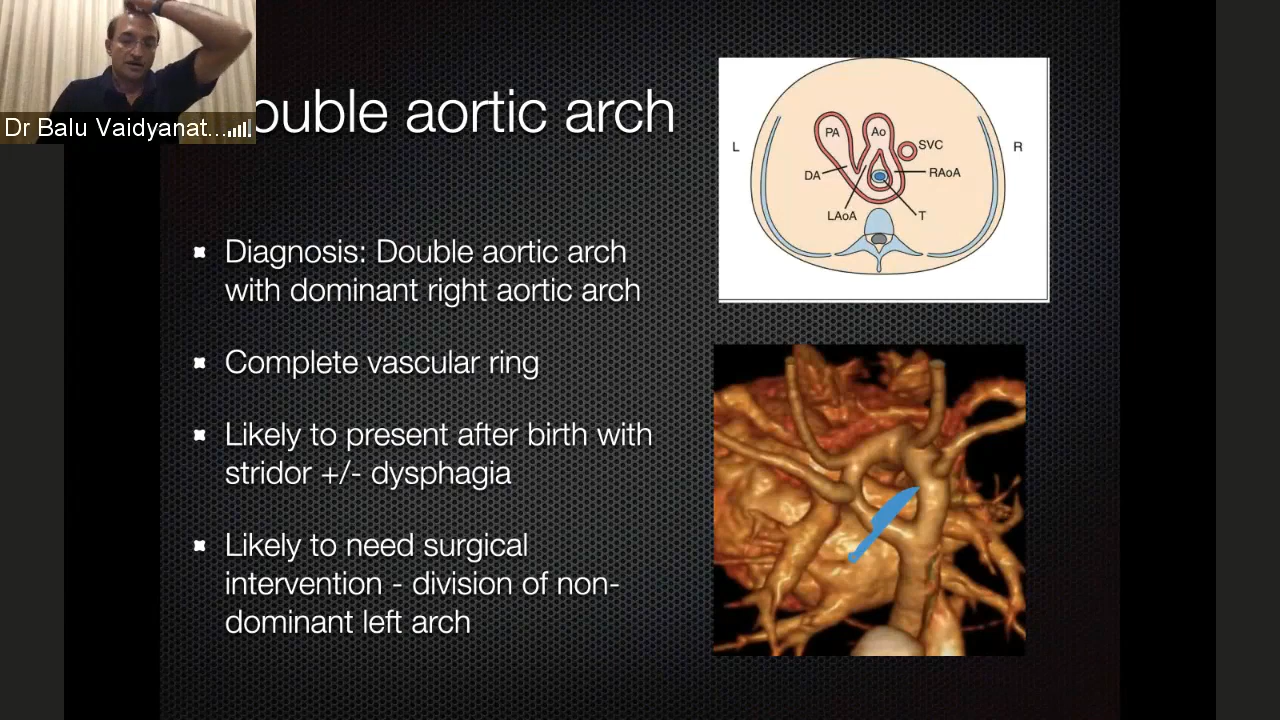 Dr Balu Vaidyanat...
ouble aortic arch
Diagnosis: Double aortic arch
with dominant right aortic arch
Complete vascular ring
Likely to present after birth with
stridor +/- dysphagia
Likely to need surgical
intervention - division of non-
dominant left arch
PA
Ao
SVC
L
R
DA
RAoA
LAoA
T